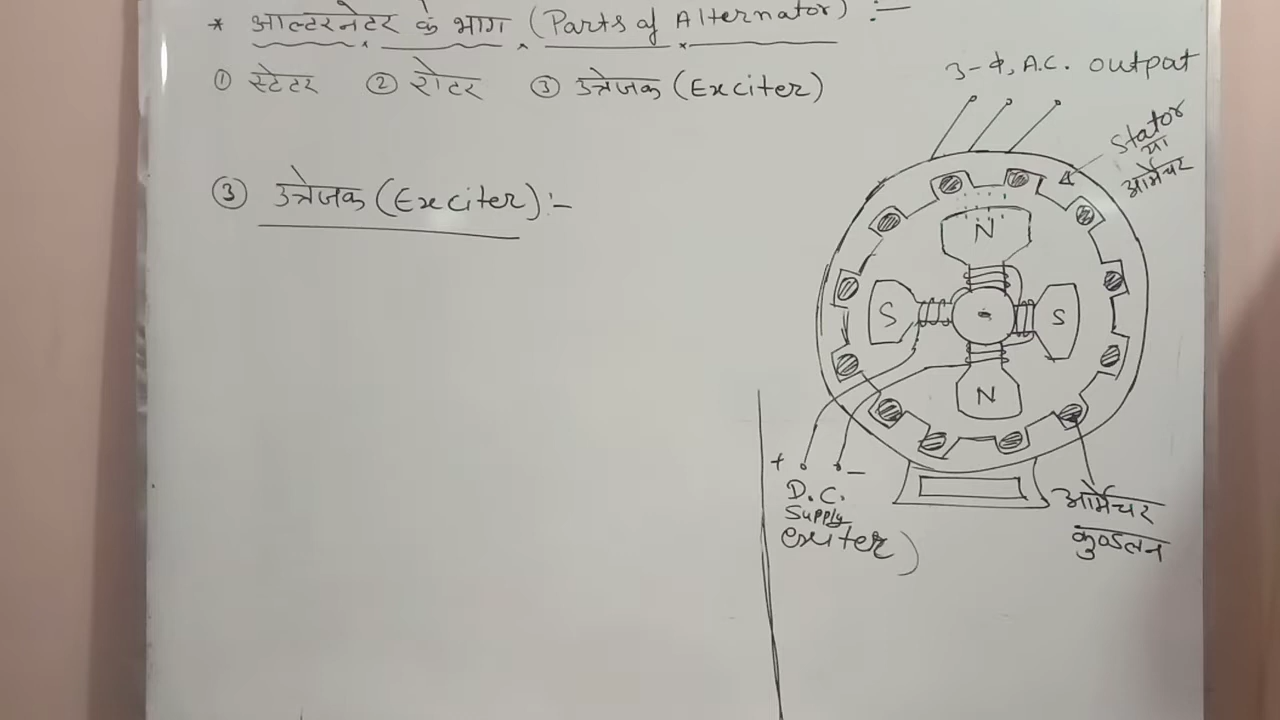 * आल्टरनेटर के भाग (Parts of Alternator) :-
① स्टेटर ② रोटर ③ उत्तेजक (Exciter)
③ उत्तेजक (Exciter) :-
3-Φ, A.C. output
Stator
या
आर्मेचर
N
S
S
N
+ -
D.C.
Supply
exiter)
आर्मेचर
कुण्डलन